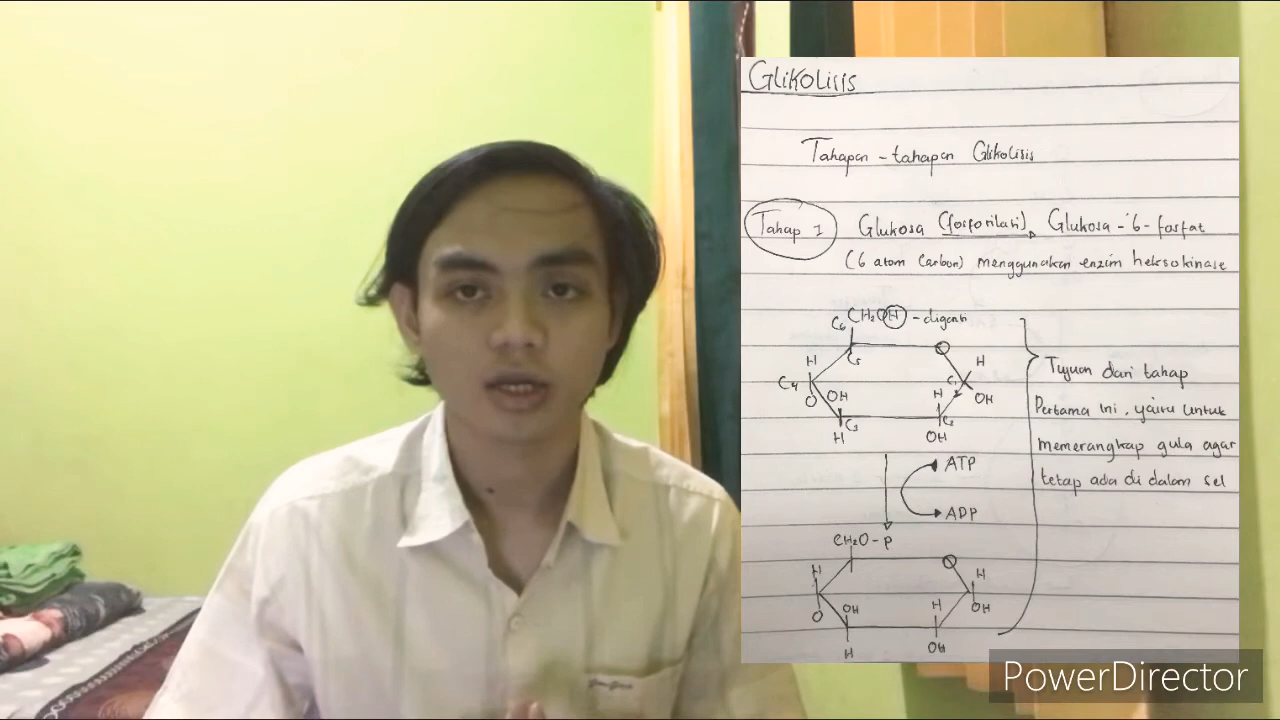 Glikolisis
Tahapan - tahapan Glikolisis
Tahap 1 Glukosa (fosforilasi) Glukosa - 6 - fosfat
(6 atom Carbon) menggunakan enzim heksokinase
CH2OH - diganti
C6
H C5 H
C4 OH C1
O H OH
C3 C2
H OH
Tujuan dari tahap
Pertama ini, yaitu untuk
memerangkap gula agar
tetap ada di dalam sel
ATP
ADP
CH2O - P
H H
O OH H OH
H OH
PowerDirector